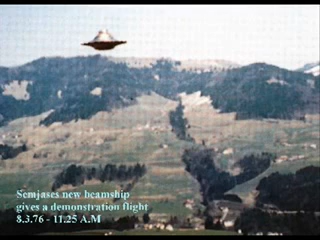 Semjases new beamship
gives a demonstration flight
8.3.76 - 11.25 A.M